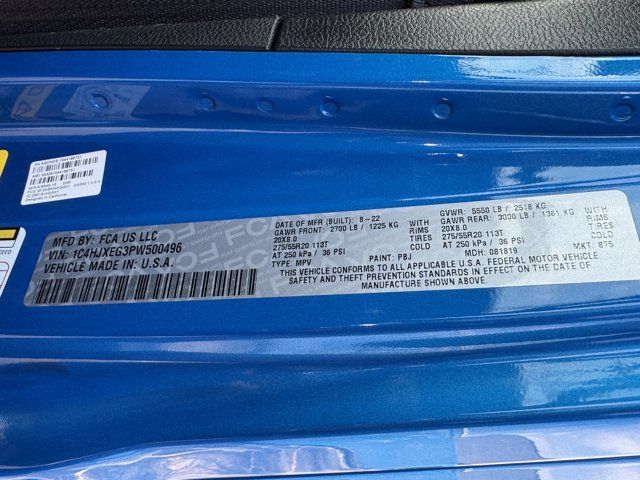 MFD BY: FCA US LLC
VIN: 1C4HJXEG3PW500496
VEHICLE MADE IN U.S.A.
DATE OF MFR (BUILT): 8-22
GAWR FRONT: 2700 LB / 1225 KG
20X8.0 RIMS
275/55R20 113T TIRES
AT 250 kPa / 36 PSI COLD
TYPE: MPV PAINT: PBJ
GVWR: 5550 LB / 2518 KG
GAWR REAR: 3000 LB / 1361 KG
20X8.0 RIMS
275/55R20 113T TIRES
AT 250 kPa / 36 PSI COLD
MDH: 081819 MKT: 875
THIS VEHICLE CONFORMS TO ALL APPLICABLE U.S.A. FEDERAL MOTOR VEHICLE
SAFETY AND THEFT PREVENTION STANDARDS IN EFFECT ON THE DATE OF
MANUFACTURE SHOWN ABOVE.
Designed in California